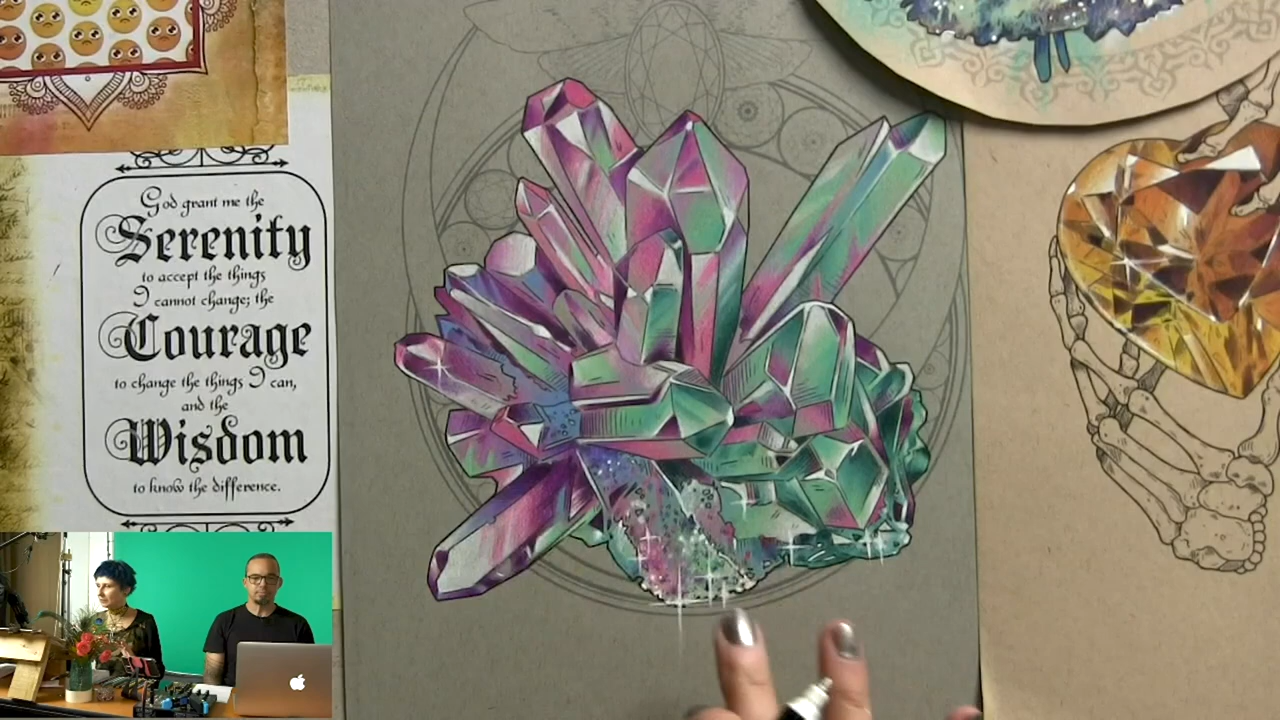 God grant me the
Serenity
to accept the things
I cannot change; the
Courage
to change the things I can,
and the
Wisdom
to know the difference.